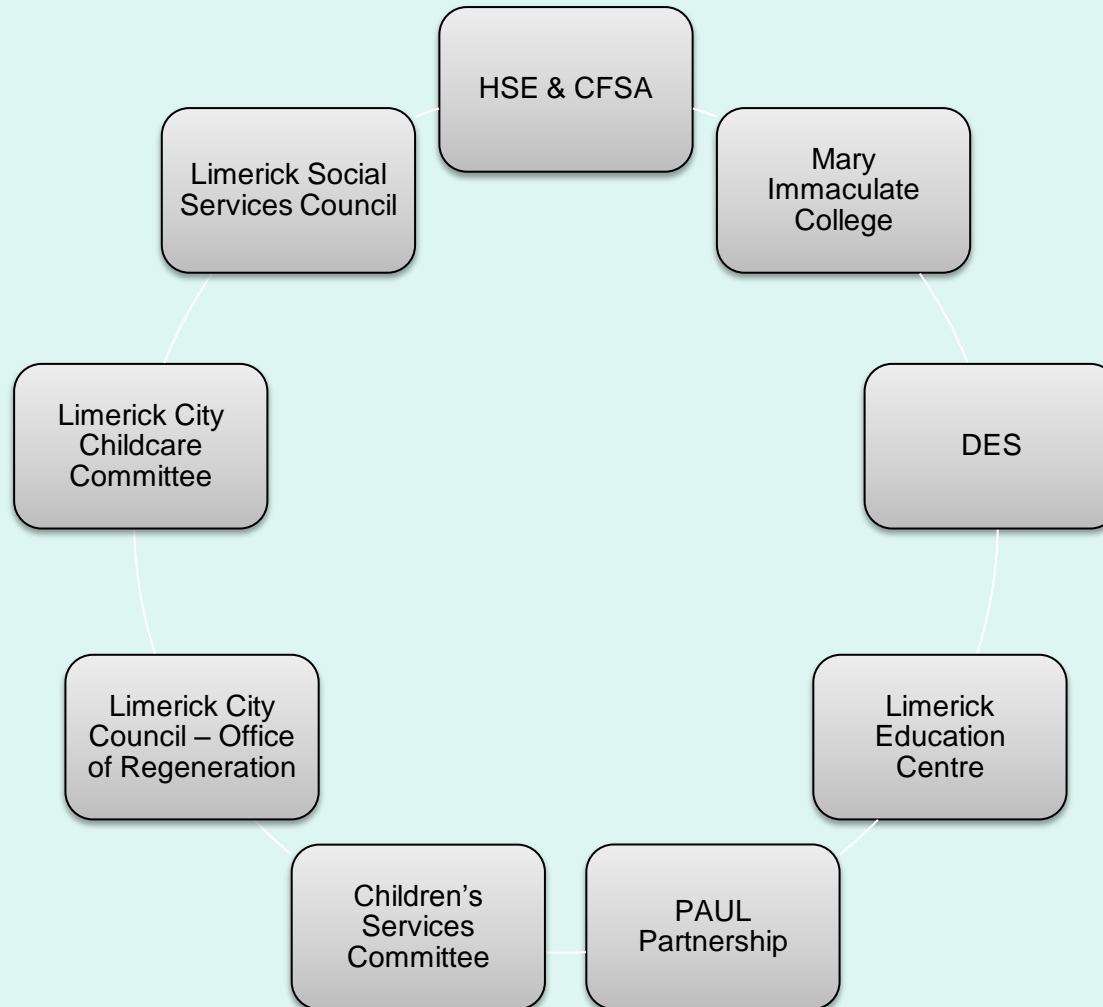 HSE & CFSA
Mary
Immaculate
College
DES
Limerick
Education
Centre
PAUL
Partnership
Children’s
Services
Committee
Limerick City
Council – Office
of Regeneration
Limerick City
Childcare
Committee
Limerick Social
Services Council